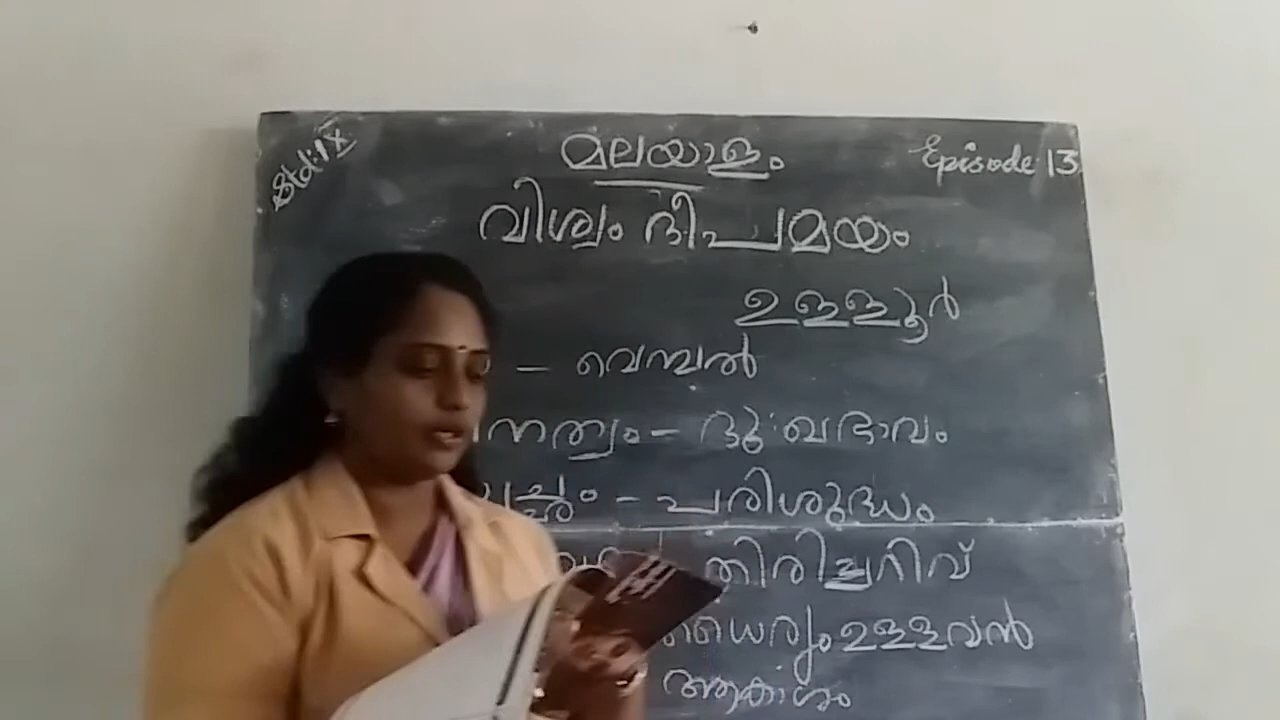 Std: IX
മലയാളം
Episode 13
വിശ്വം ദീപമയം
ഉള്ളൂർ
– വെമ്പൽ
– ദുഃഖഭാവം
– പരിശുദ്ധം
തിരിച്ചറിവ്
ധൈര്യം ഉള്ളവൻ
ആകാശം